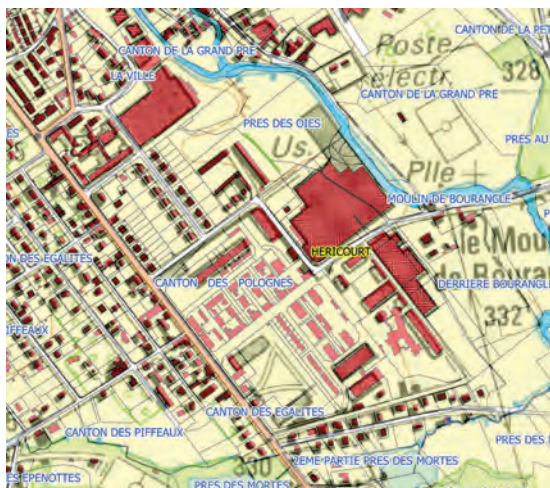 CANTON DE LA GRAND PRE
Poste
électr.
CANTON DE LA PET
328
LA VILLE
CANTON DE LA GRAND PRE
PRES DES OIES
Us.
PRES AU
Plle
MOULIN DE BOURANGLE
CANTON DES EGALITES
HERICOURT
le Mou
de Bouran
CANTON DES POLOGNES
DERRIERE BOURANGLE
332
PIFFEAUX
CANTON DES EGALITES
CANTON DES PIFFEAUX
PRES DES
330
2EME PARTIE PRES DES MORTES
ES EPENOTTES
PRES DES MORTES